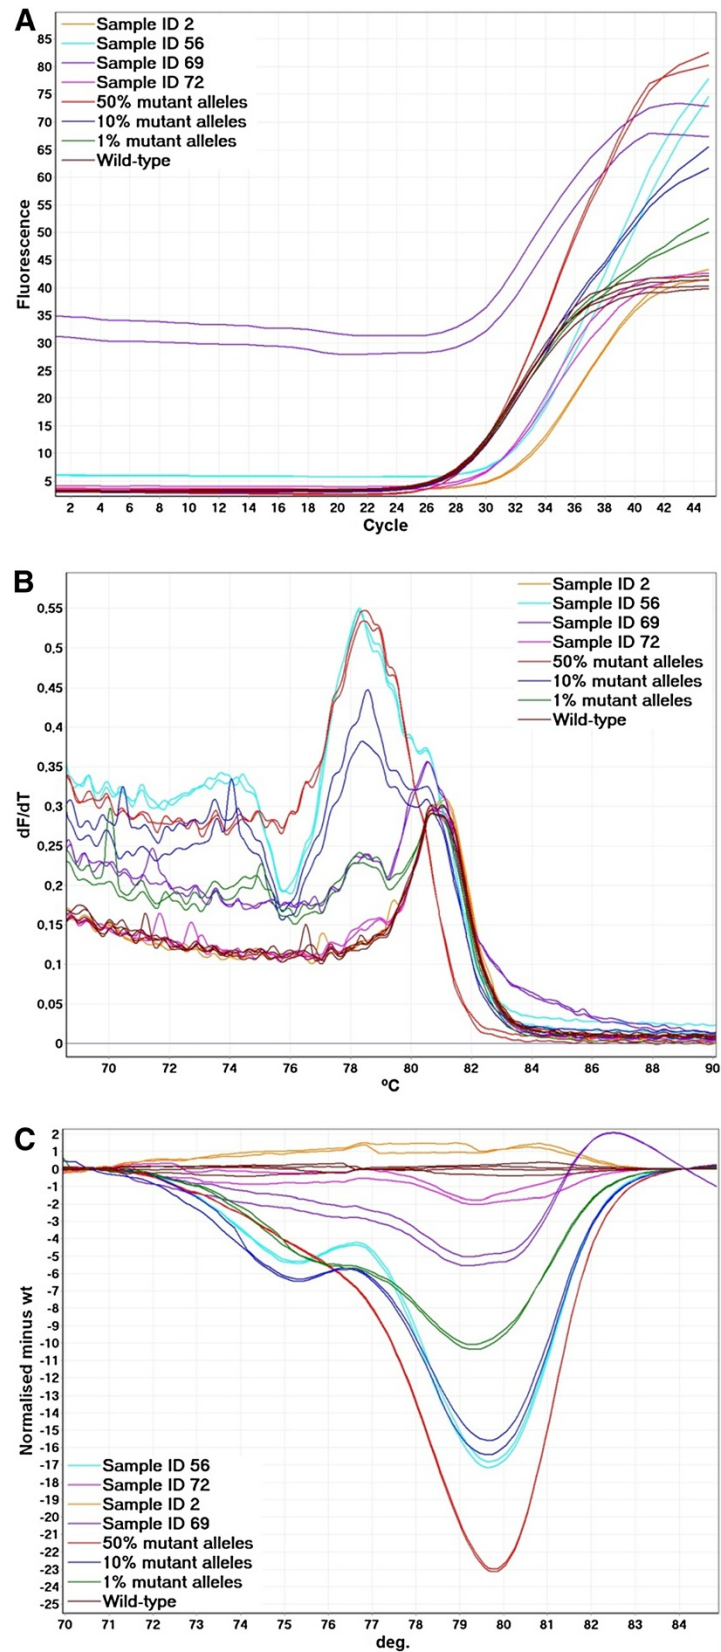 A
Sample ID 2
Sample ID 56
Sample ID 69
Sample ID 72
50% mutant alleles
10% mutant alleles
1% mutant alleles
Wild-type
Fluorescence
85
80
75
70
65
60
55
50
45
40
35
30
25
20
15
10
5
2 4 6 8 10 12 14 16 18 20 22 24 26 28 30 32 34 36 38 40 42 44
Cycle
B
Sample ID 2
Sample ID 56
Sample ID 69
Sample ID 72
50% mutant alleles
10% mutant alleles
1% mutant alleles
Wild-type
dF/dT
0,55
0,5
0,45
0,4
0,35
0,3
0,25
0,2
0,15
0,1
0,05
0
70 72 74 76 78 80 82 84 86 88 90
ºC
C
Normalised minus wt
2
1
0
-1
-2
-3
-4
-5
-6
-7
-8
-9
-10
-11
-12
-13
-14
-15
-16
-17
-18
-19
-20
-21
-22
-23
-24
-25
Sample ID 56
Sample ID 72
Sample ID 2
Sample ID 69
50% mutant alleles
10% mutant alleles
1% mutant alleles
Wild-type
70 71 72 73 74 75 76 77 78 79 80 81 82 83 84
deg.